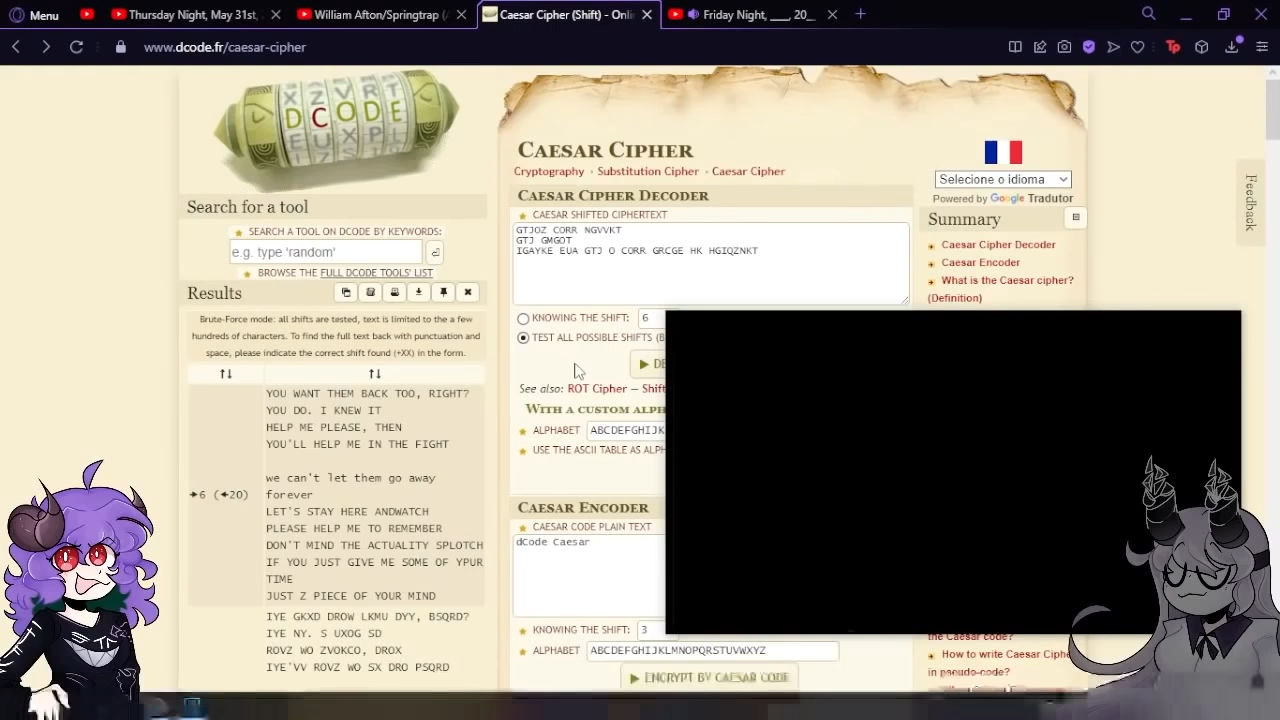 Menu
Thursday Night, May 31st,
William Afton/Springtrap (
Caesar Cipher (Shift) - Onli
Friday Night, ____, 20_
www.dcode.fr/caesar-cipher
DCODE
Search for a tool
SEARCH A TOOL ON DCODE BY KEYWORDS:
e.g. type 'random'
BROWSE THE FULL DCODE TOOLS' LIST
Results
Brute-Force mode: all shifts are tested, text is limited to the a few
hundreds of characters. To find the full text back with punctuation and
space, please indicate the correct shift found (+XX) in the form.
↑↓ ↑↓
YOU WANT THEM BACK TOO, RIGHT?
YOU DO. I KNEW IT
HELP ME PLEASE, THEN
YOU'LL HELP ME IN THE FIGHT
we can't let them go away
forever
➔6 (←20)
LET'S STAY HERE ANDWATCH
PLEASE HELP ME TO REMEMBER
DON'T MIND THE ACTUALITY SPLOTCH
IF YOU JUST GIVE ME SOME OF YPUR
TIME
JUST Z PIECE OF YOUR MIND
IYE GKXD DROW LKMU DYY, BSQRD?
IYE NY. S UXOG SD
ROVZ WO ZVOKCO, DROX
IYE'VV ROVZ WO SX DRO PSQRD
CAESAR CIPHER
Cryptography › Substitution Cipher › Caesar Cipher
CAESAR CIPHER DECODER
CAESAR SHIFTED CIPHERTEXT
GTJOZ CORR NGVVKT
GTJ GMGOT
IGAYKE EUA GTJ O CORR GRCGE HK HGIQZNKT
KNOWING THE SHIFT: 6
TEST ALL POSSIBLE SHIFTS (B
▶ DE
See also: ROT Cipher — Shift
WITH A CUSTOM ALPH
ALPHABET ABCDEFGHIJK
USE THE ASCII TABLE AS ALPH
CAESAR ENCODER
CAESAR CODE PLAIN TEXT
dCode Caesar
KNOWING THE SHIFT: 3
ALPHABET ABCDEFGHIJKLMNOPQRSTUVWXYZ
▶ ENCRYPT BY CAESAR CODE
Selecione o idioma
Powered by Google Tradutor
Summary
Caesar Cipher Decoder
Caesar Encoder
What is the Caesar cipher?
(Definition)
the Caesar code?
How to write Caesar Ciphe
in pseudo-code?
Feedback